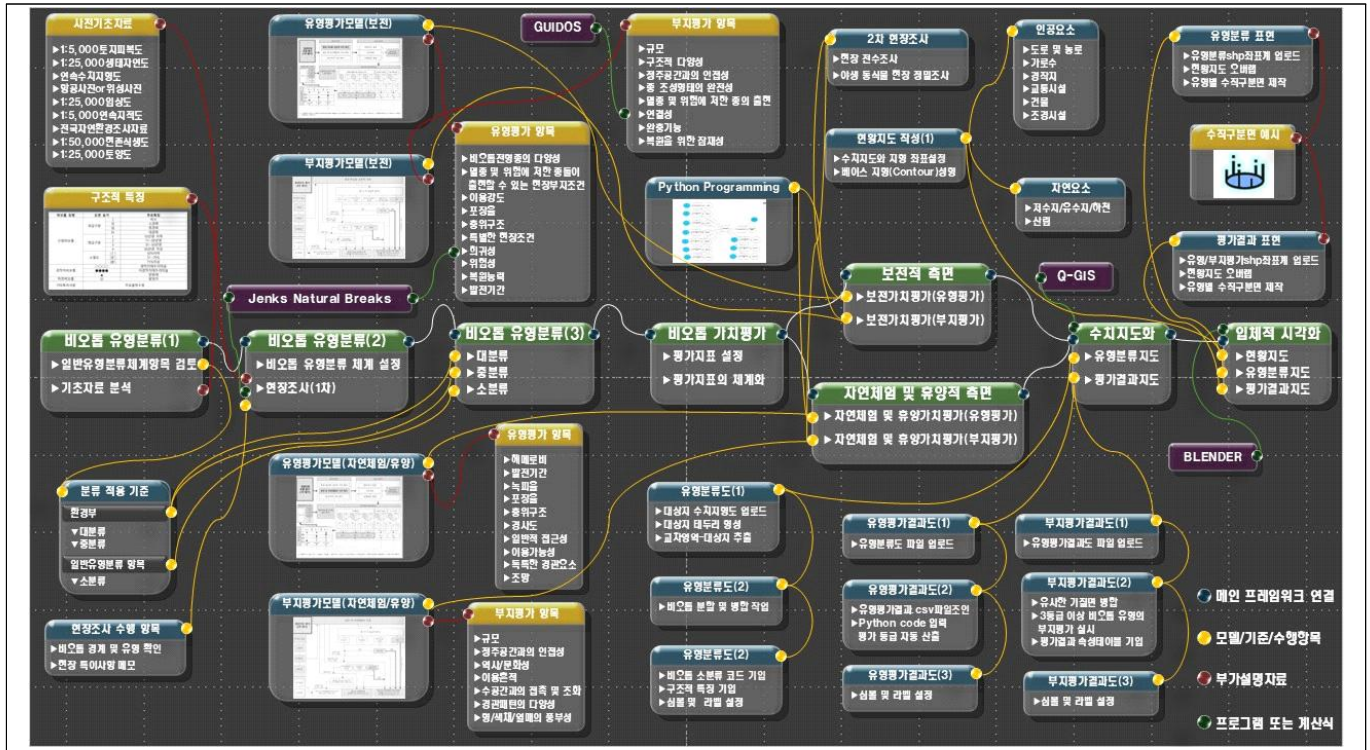 사전기초자료
▶1:5,000토지피복도
▶1:25,000생태자연도
▶연속수치지형도
▶항공사진or위성사진
▶1:25,000임상도
▶1:5,000연속지적도
▶전국자연환경조사자료
▶1:50,000현존식생도
▶1:25,000토양도
구조적 특징
유형평가모델(보전)
부지평가모델(보전)
GUIDOS
부지평가 항목
▶규모
▶구조적 다양성
▶정주공간과의 인접성
▶종 조성형태의 완전성
▶멸종 및 위협에 처한 종의 출현
▶연결성
▶완충기능
▶복원을 위한 잠재성
유형평가 항목
▶비오톱전형종의 다양성
▶멸종 및 위협에 처한 종들이
출현할 수 있는 현장부지조건
▶이용강도
▶포장율
▶층위구조
▶특별한 현장조건
▶희귀성
▶위험성
▶복원능력
▶발전기간
Python Programming
2차 현장조사
▶현장 전수조사
▶야생 동식물 현장 정밀조사
현황지도 작성(1)
▶수치지도와 지형 좌표설정
▶베이스 지형(Contour)생형
인공요소
▶도로 및 농로
▶가로수
▶경작지
▶교통시설
▶건물
▶조경시설
자연요소
▶저수지/유수지/하천
▶산림
유형분류 표면
▶유형분류shp좌표계 업로드
▶현황지도 오버랩
▶유형별 수직구분면 제작
수직구분면 예시
평가결과 표면
▶유형/부지평가shp좌표계 업로드
▶현황지도 오버랩
▶유형별 수직구분면 제작
Jenks Natural Breaks
Q-GIS
비오톱 유형분류(1)
▶일반유형분류체계항목 검토
▶기초자료 분석
비오톱 유형분류(2)
▶비오톱 유형분류 체계 설정
▶현장조사(1차)
비오톱 유형분류(3)
▶대분류
▶중분류
▶소분류
비오톱 가치평가
▶평가지표 설정
▶평가지표의 체계화
보전적 측면
▶보전가치평가(유형평가)
▶보전가치평가(부지평가)
자연체험 및 휴양적 측면
▶자연체험 및 휴양가치평가(유형평가)
▶자연체험 및 휴양가치평가(부지평가)
수치지도화
▶유형분류지도
▶평가결과지도
입체적 시각화
▶현황지도
▶유형분류지도
▶평가결과지도
BLENDER
분류 적용 기준
환경부
▼대분류
▼중분류
일반유형분류 항목
▼소분류
현장조사 수행 항목
▶비오톱 경계 및 유형 확인
▶현장 특이사항 메모
유형평가모델(자연체험/휴양)
부지평가모델(자연체험/휴양)
유형평가 항목
▶헤메로비
▶발전기간
▶녹피율
▶포장율
▶층위구조
▶경사도
▶일반적 접근성
▶이용가능성
▶독특한 경관요소
▶조망
부지평가 항목
▶규모
▶정주공간과의 인접성
▶역사/문화성
▶이용흔적
▶수공간과의 접촉 및 조화
▶경관패턴의 다양성
▶형/색채/열매의 풍부성
유형분류도(1)
▶대상지 수치지형도 업로드
▶대상지 테두리 형성
▶교차영역-대상지 추출
유형분류도(2)
▶비오톱 분할 및 병합 작업
유형분류도(2)
▶비오톱 소분류 코드 기입
▶구조적 특징 기입
▶심볼 및 라벨 설정
유형평가결과도(1)
▶유형분류도 파일 업로드
유형평가결과도(2)
▶유형평가결과 csv파일조인
▶Python code 입력
평가 등급 자동 산출
유형평가결과도(3)
▶심볼 및 라벨 설정
부지평가결과도(1)
▶유형평가결과도 파일 업로드
부지평가결과도(2)
▶유사한 기질면 병합
▶3등급 이상 비오톱 유형의
부지평가 실시
▶평가결과 속성테이블 기입
부지평가결과도(3)
▶심볼 및 라벨 설정
메인 프레임워크 연결
모델/기준/수행항목
부가설명자료
프로그램 또는 계산식